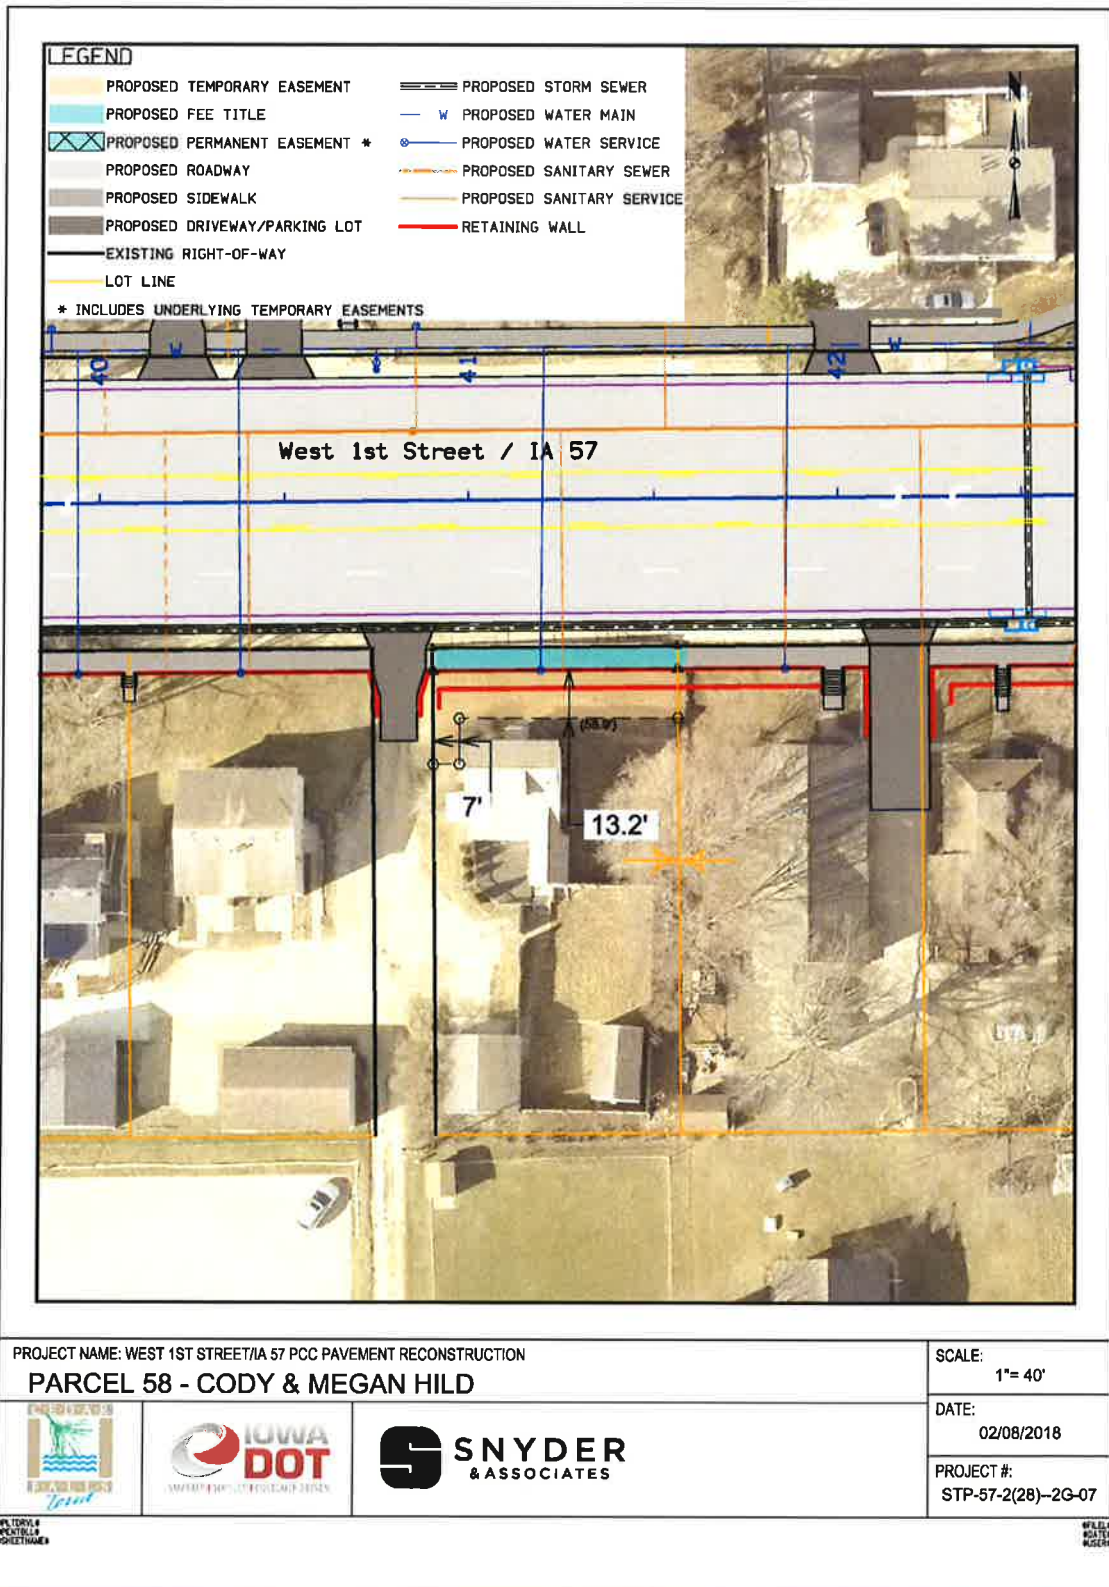 LEGEND
PROPOSED TEMPORARY EASEMENT
PROPOSED FEE TITLE
PROPOSED PERMANENT EASEMENT *
PROPOSED ROADWAY
PROPOSED SIDEWALK
PROPOSED DRIVEWAY/PARKING LOT
EXISTING RIGHT-OF-WAY
LOT LINE
* INCLUDES UNDERLYING TEMPORARY EASEMENTS
PROPOSED STORM SEWER
W PROPOSED WATER MAIN
PROPOSED WATER SERVICE
PROPOSED SANITARY SEWER
PROPOSED SANITARY SERVICE
RETAINING WALL
N
W
W
40
41
42
West 1st Street / IA 57
7'
13.2'
PROJECT NAME: WEST 1ST STREET/IA 57 PCC PAVEMENT RECONSTRUCTION
PARCEL 58 - CODY & MEGAN HILD
SCALE:
1"= 40'
DATE:
02/08/2018
PROJECT #:
STP-57-2(28)--2G-07
IOWA
DOT
SNYDER
& ASSOCIATES